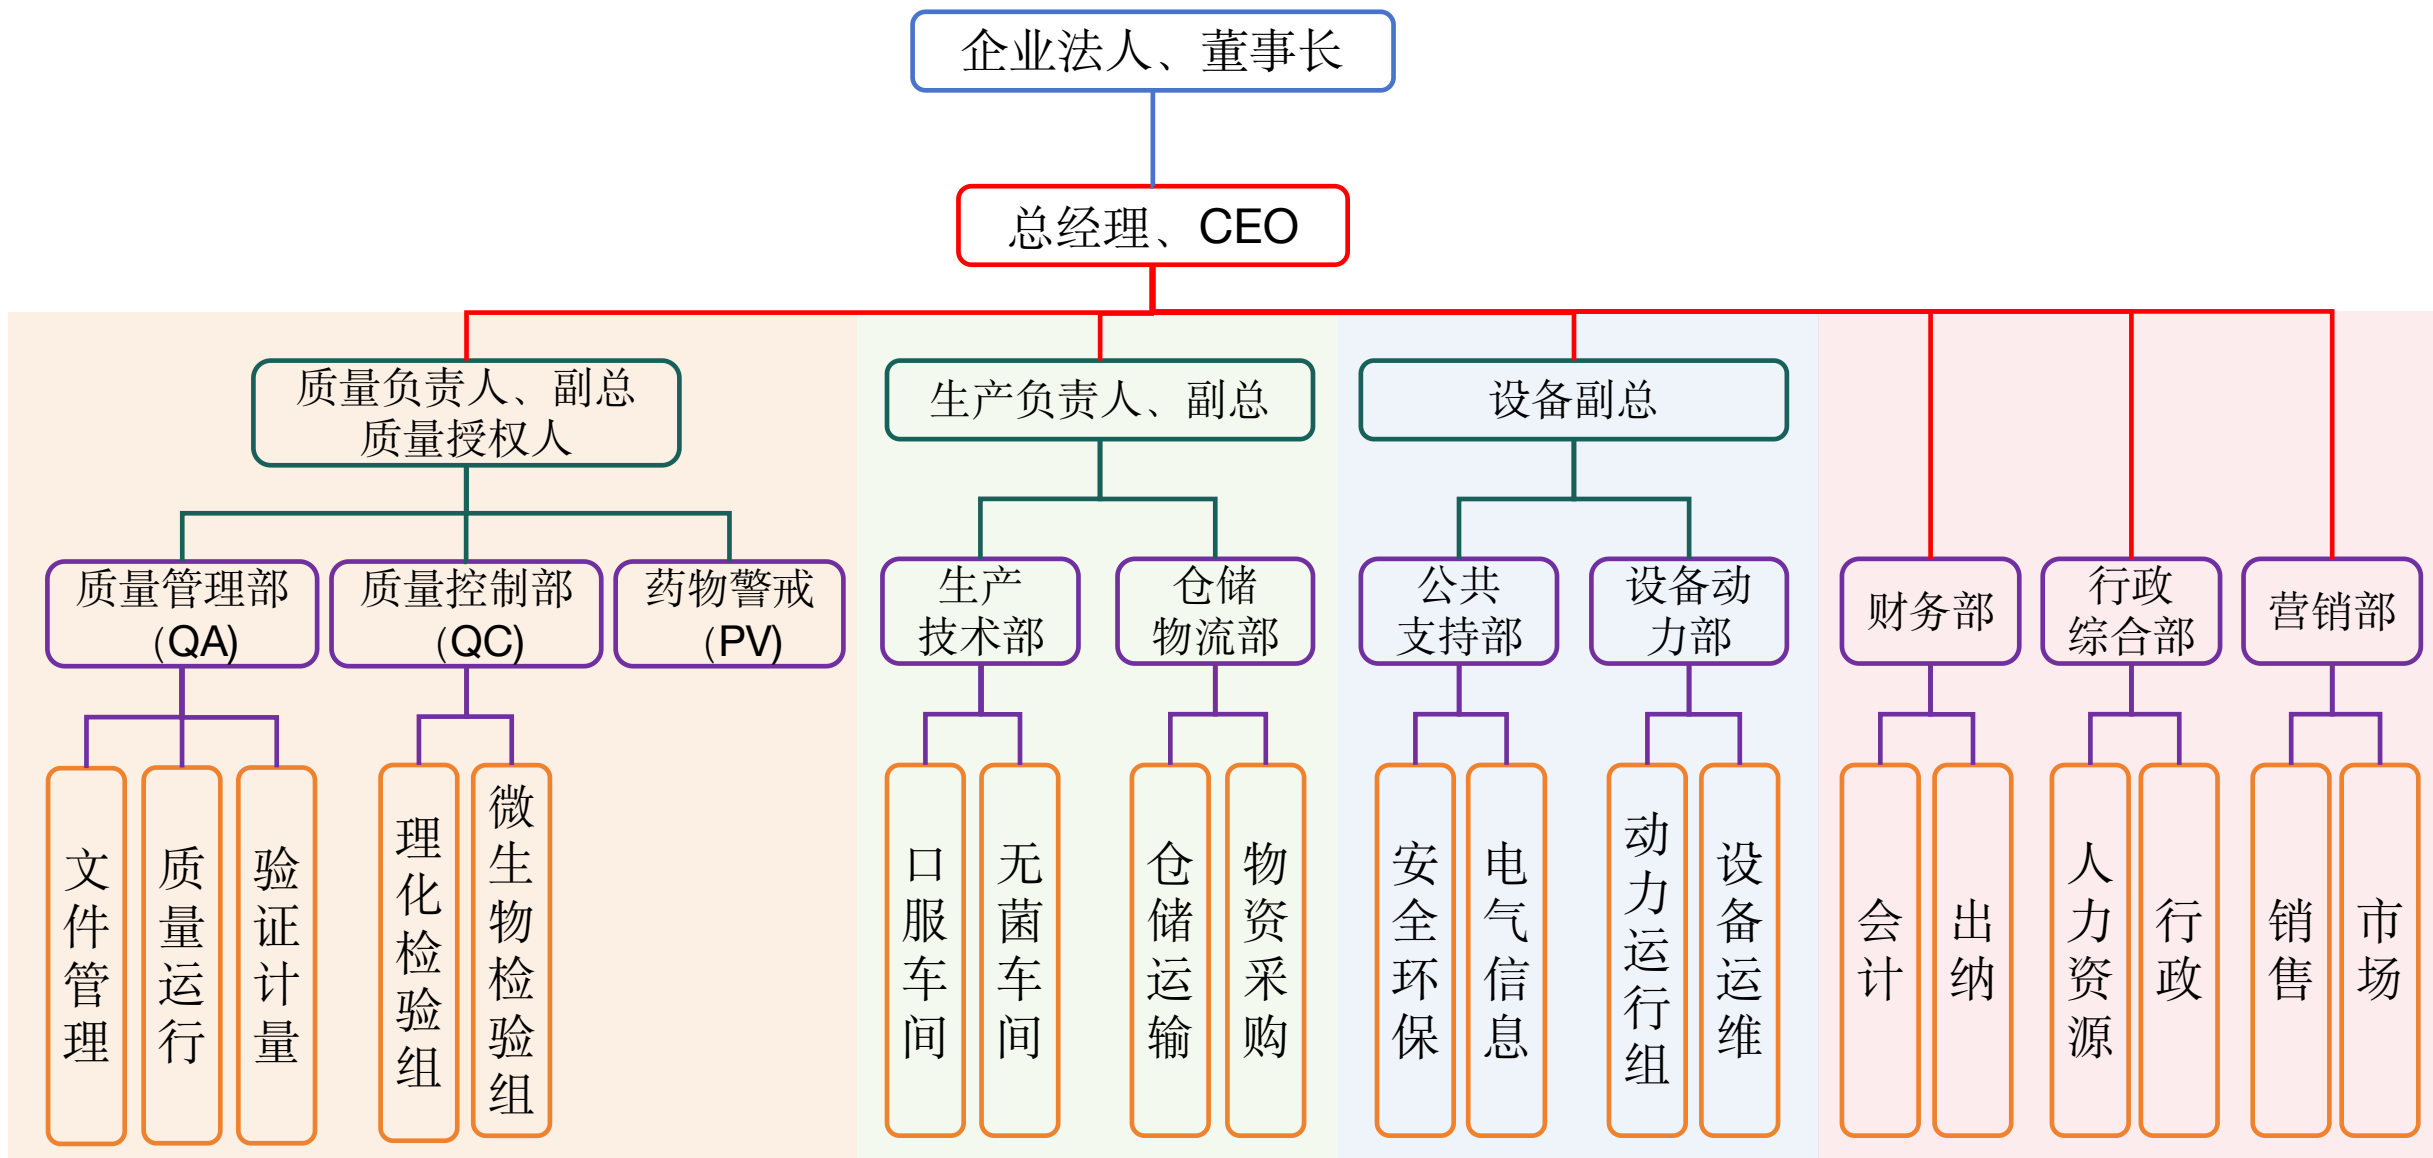 企业法人、董事长
总经理、CEO
质量负责人、副总
质量授权人
生产负责人、副总
设备副总
质量管理部
（QA)
质量控制部
（QC)
药物警戒
（PV)
生产
技术部
仓储
物流部
公共
支持部
设备动
力部
财务部
行政
综合部
营销部
文件管理
质量运行
验证计量
理化检验组
微生物检验组
口服车间
无菌车间
仓储运输
物资采购
安全环保
电气信息
动力运行组
设备运维
会计
出纳
人力资源
行政
销售
市场